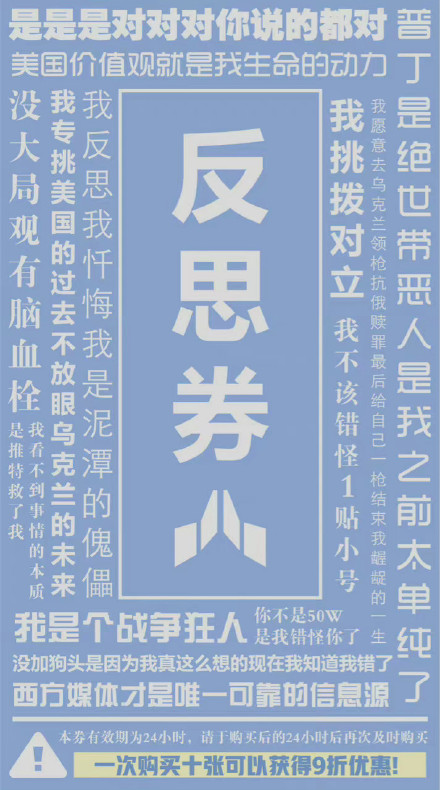 是是是对对对你说的都对
美国价值观就是我生命的动力
普丁是绝世带恶人是我之前太单纯了
没大局观有脑血栓
我专挑美国的过去不放眼乌克兰的未来
我反思我忏悔我是泥潭的傀儡
反思券
我挑拨对立
我愿意去乌克兰领枪抗俄赎罪最后给自己一枪结束我龌龊的一生
我不该错怪1贴小号
我看不到事情的本质
是推特救了我
我是个战争狂人
你不是50W
是我错怪你了
没加狗头是因为我真这么想的现在我知道我错了
西方媒体才是唯一可靠的信息源
本券有效期为24小时，请于购买后的24小时后再次及时购买
一次购买十张可以获得9折优惠!